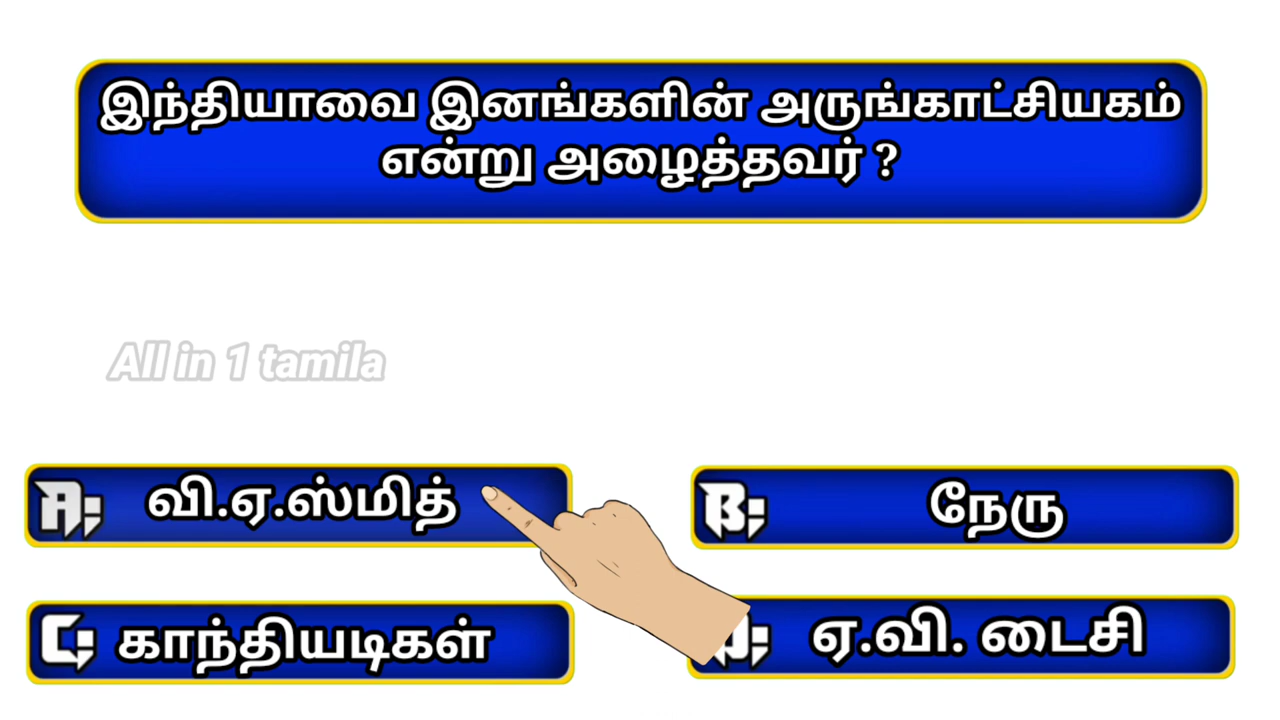 இந்தியாவை இனங்களின் அருங்காட்சியகம்
என்று அழைத்தவர் ?
All in 1 tamila
A; வி.ஏ.ஸ்மித்
B; நேரு
C; காந்தியடிகள்
D; ஏ.வி. டைசி